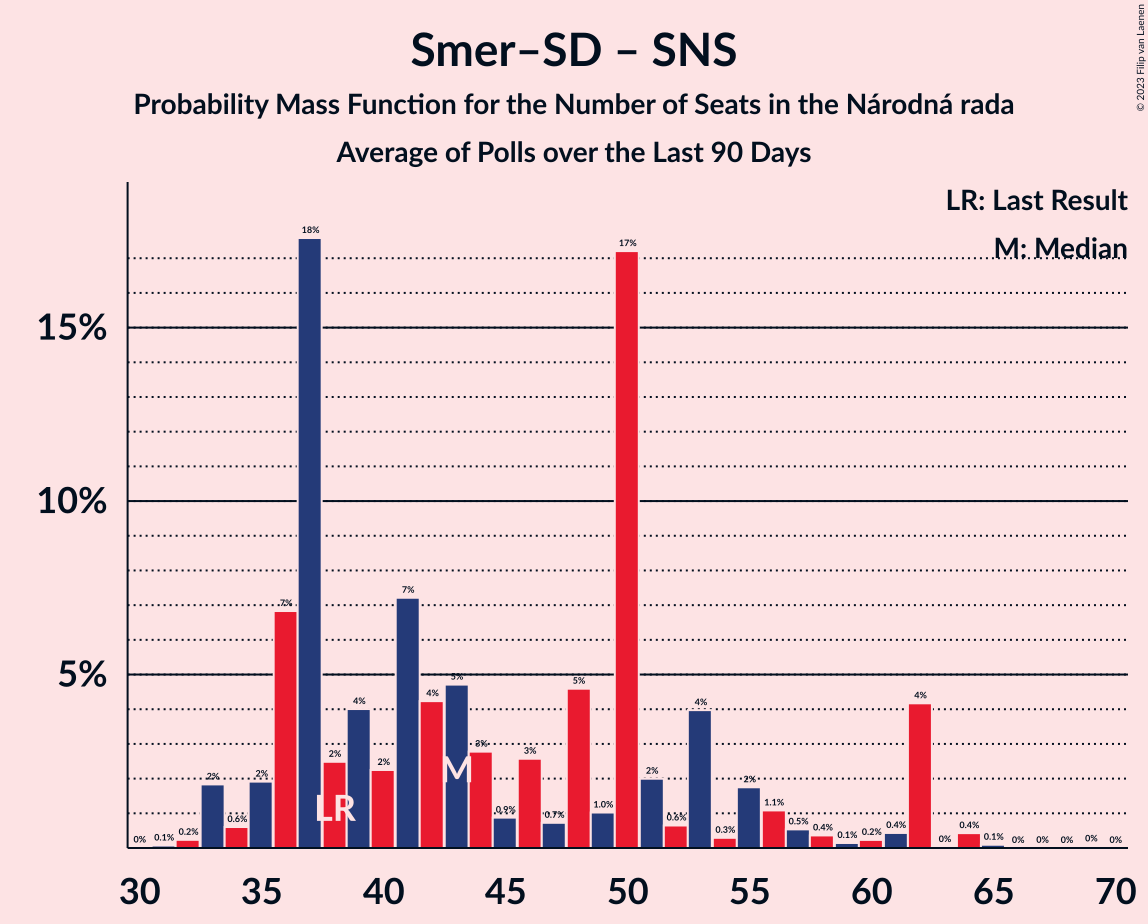 Smer–SD – SNS
Probability Mass Function for the Number of Seats in the Národná rada
Average of Polls over the Last 90 Days
© 2023 Filip van Laenen
LR: Last Result
M: Median
15%
10%
5%
0% 0.1% 0.2% 2% 0.6% 2% 7% 18% 2% 4% 2% 7% 4% 5% 3% 0.9% 3% 0.7% 5% 1.0% 17% 2% 0.6% 4% 0.3% 2% 1.1% 0.5% 0.4% 0.1% 0.2% 0.4% 4% 0% 0.4% 0.1% 0% 0% 0% 0% 0%
LR
M
30 35 40 45 50 55 60 65 70